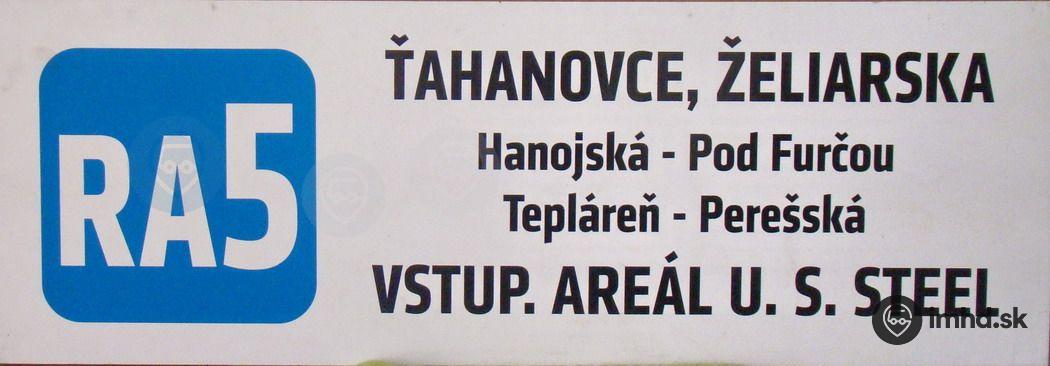 RA5
ŤAHANOVCE, ŽELIARSKA
Hanojská - Pod Furčou
Tepláreň - Perešská
VSTUP. AREÁL U. S. STEEL
imhd.sk